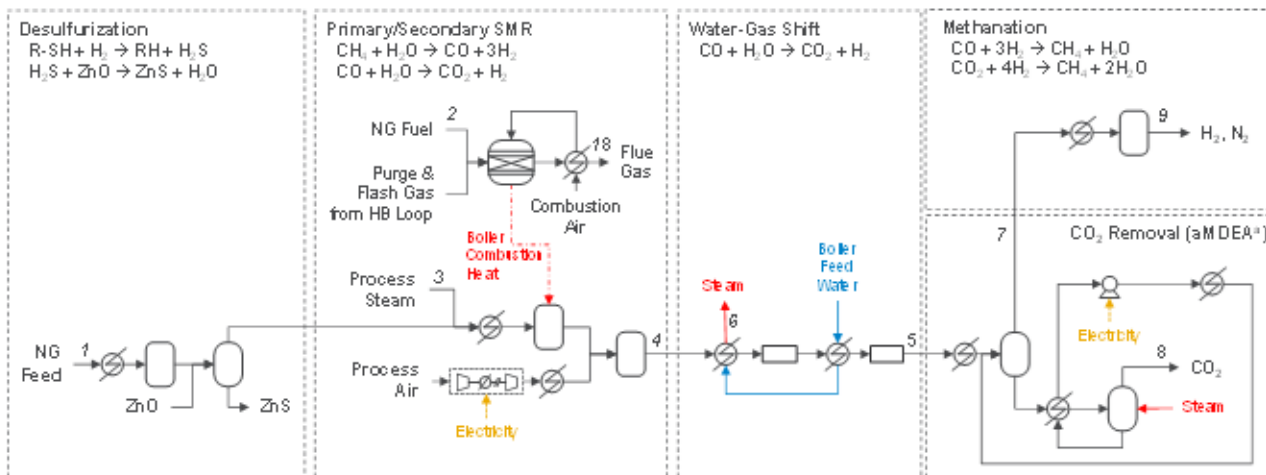 Desulfurization
R-SH + H₂ → RH + H₂S
H₂S + ZnO → ZnS + H₂O
1
NG
Feed
ZnO
ZnS
Primary/Secondary SMR
CH₄ + H₂O → CO + 3H₂
CO + H₂O → CO₂ + H₂
2
NG Fuel
Purge &
Flash Gas
from HB Loop
18
Flue
Gas
Combustion
Air
Boiler
Combustion
Heat
Process
Steam
3
4
Process
Air
Electricity
Water-Gas Shift
CO + H₂O → CO₂ + H₂
Steam
6
Boiler
Feed
Water
5
Methanation
CO + 3H₂ → CH₄ + H₂O
CO₂ + 4H₂ → CH₄ + 2H₂O
9
H₂, N₂
7
CO₂ Removal (aMDEAᵃ)
Electricity
8
CO₂
Steam